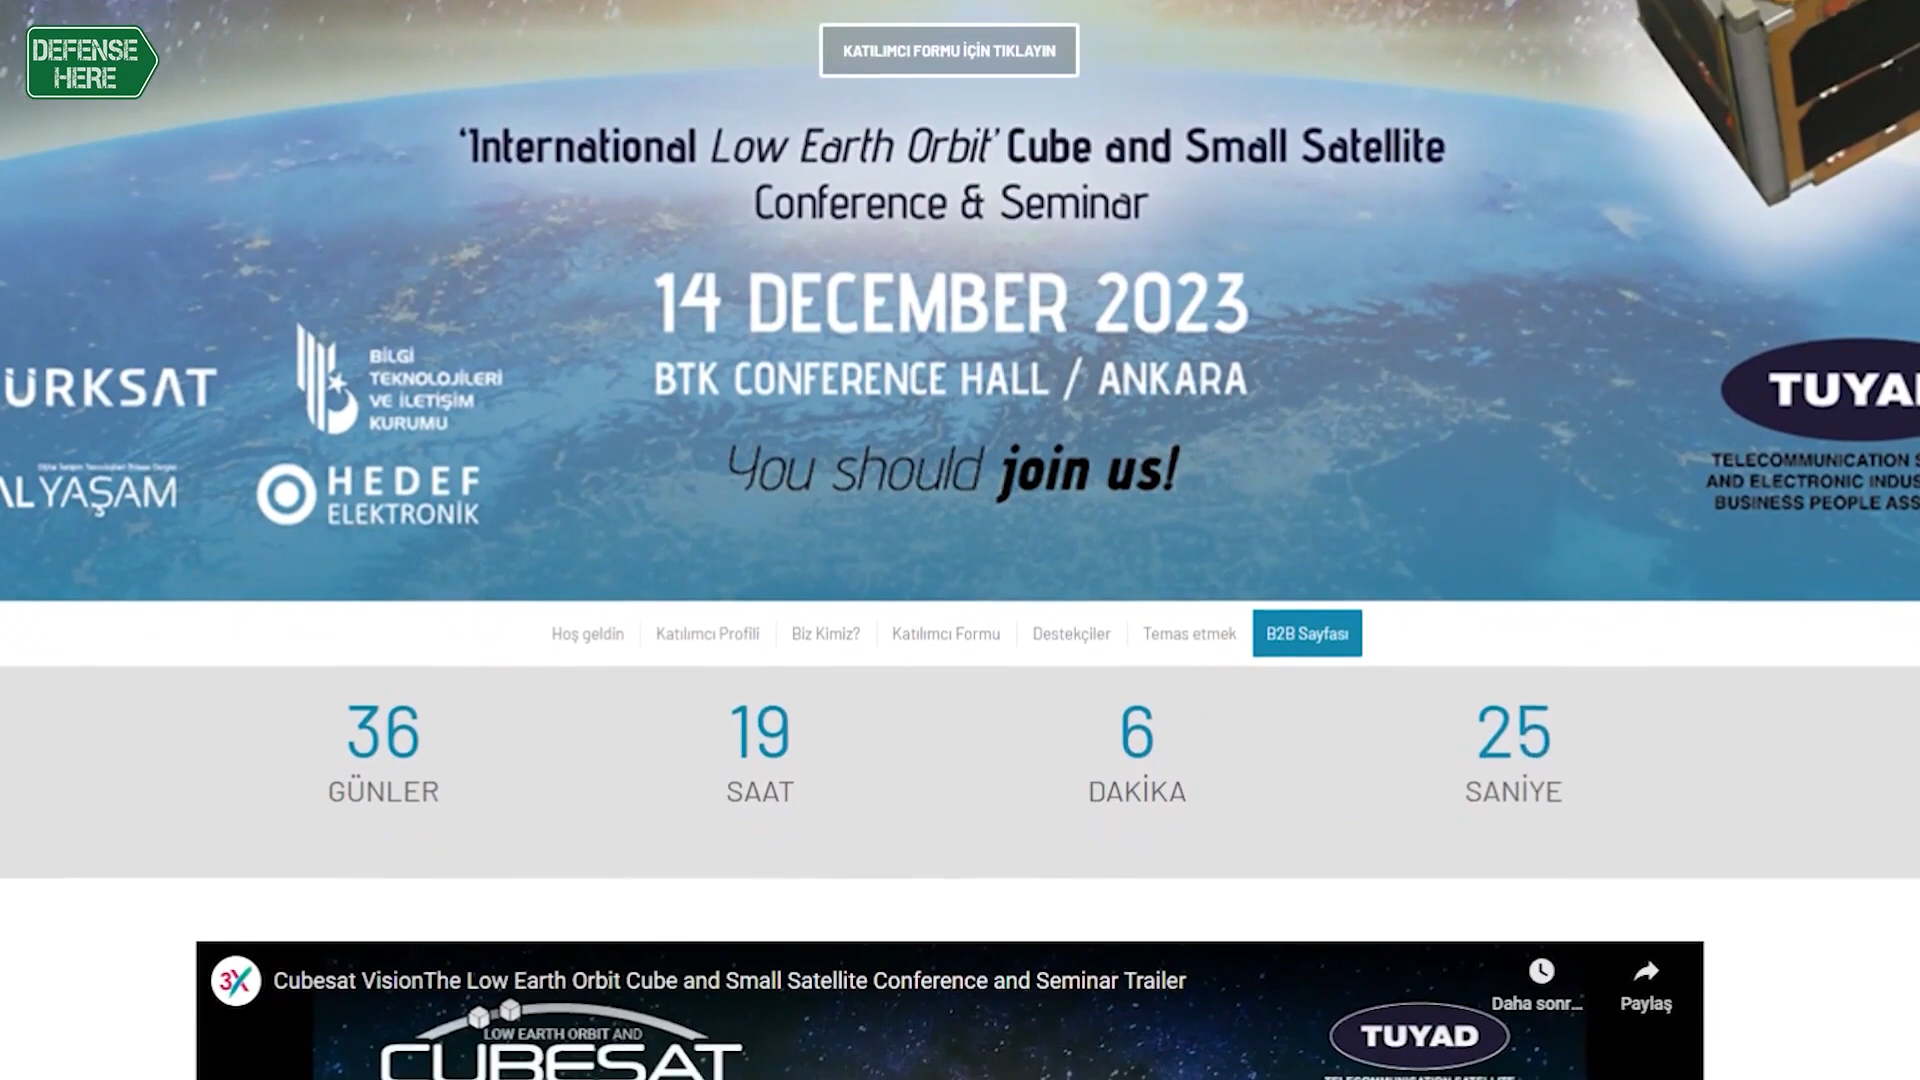 DEFENSE
HERE
KATILIMCI FORMU İÇİN TIKLAYIN
'International Low Earth Orbit' Cube and Small Satellite
Conference & Seminar
14 DECEMBER 2023
BTK CONFERENCE HALL / ANKARA
You should join us!
ÜRKSAT
BİLGİ
TEKNOLOJİLERİ
VE İLETİŞİM
KURUMU
ALYAŞAM
HEDEF
ELEKTRONİK
TUYA
TELECOMMUNICATION S
AND ELECTRONIC INDUS
BUSINESS PEOPLE ASS
Hoş geldin Katılımcı Profili Biz Kimiz? Katılımcı Formu Destekçiler Temas etmek B2B Sayfası
36 19 6 25
GÜNLER SAAT DAKİKA SANİYE
3X Cubesat VisionThe Low Earth Orbit Cube and Small Satellite Conference and Seminar Trailer
Daha sonr... Paylaş
LOW EARTH ORBIT AND
CUBESAT
TUYAD